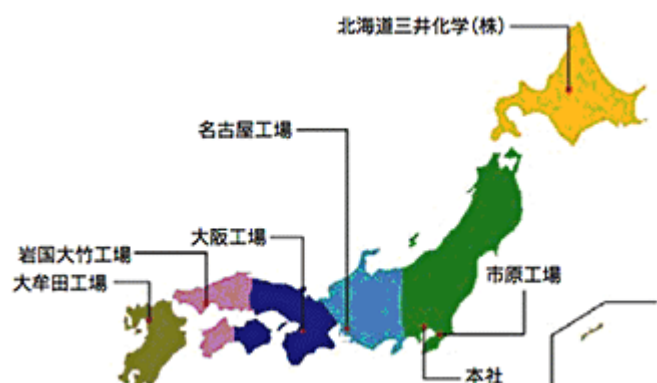 北海道三井化学(株)
名古屋工場
大阪工場
岩国大竹工場
大牟田工場
市原工場
本社